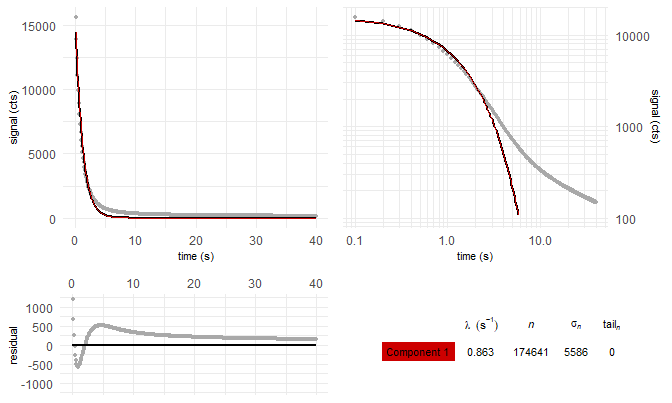 15000
10000
5000
0
signal (cts)
0 10 20 30 40
time (s)
10000
1000
100
signal (cts)
0.1 1.0 10.0
time (s)
0 10 20 30 40
1000
500
0
-500
-1000
residual
λ (s⁻¹) n σₙ tailₙ
Component 1 0.863 174641 5586 0